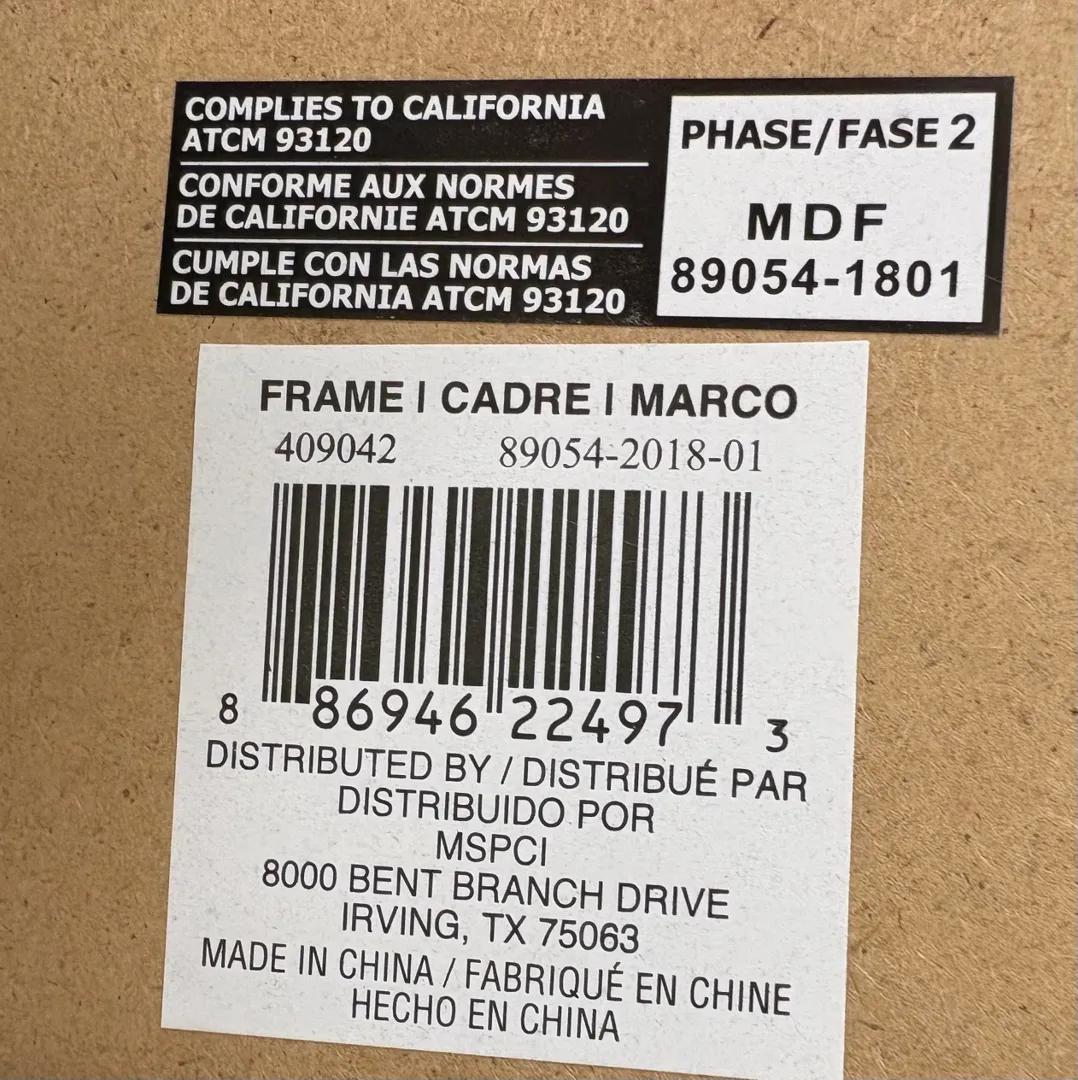 COMPLIES TO CALIFORNIA
ATCM 93120
CONFORME AUX NORMES
DE CALIFORNIE ATCM 93120
CUMPLE CON LAS NORMAS
DE CALIFORNIA ATCM 93120
PHASE/FASE 2
MDF
89054-1801
FRAME | CADRE | MARCO
409042 89054-2018-01
8 86946 22497 3
DISTRIBUTED BY / DISTRIBUÉ PAR
DISTRIBUIDO POR
MSPCI
8000 BENT BRANCH DRIVE
IRVING, TX 75063
MADE IN CHINA / FABRIQUÉ EN CHINE
HECHO EN CHINA